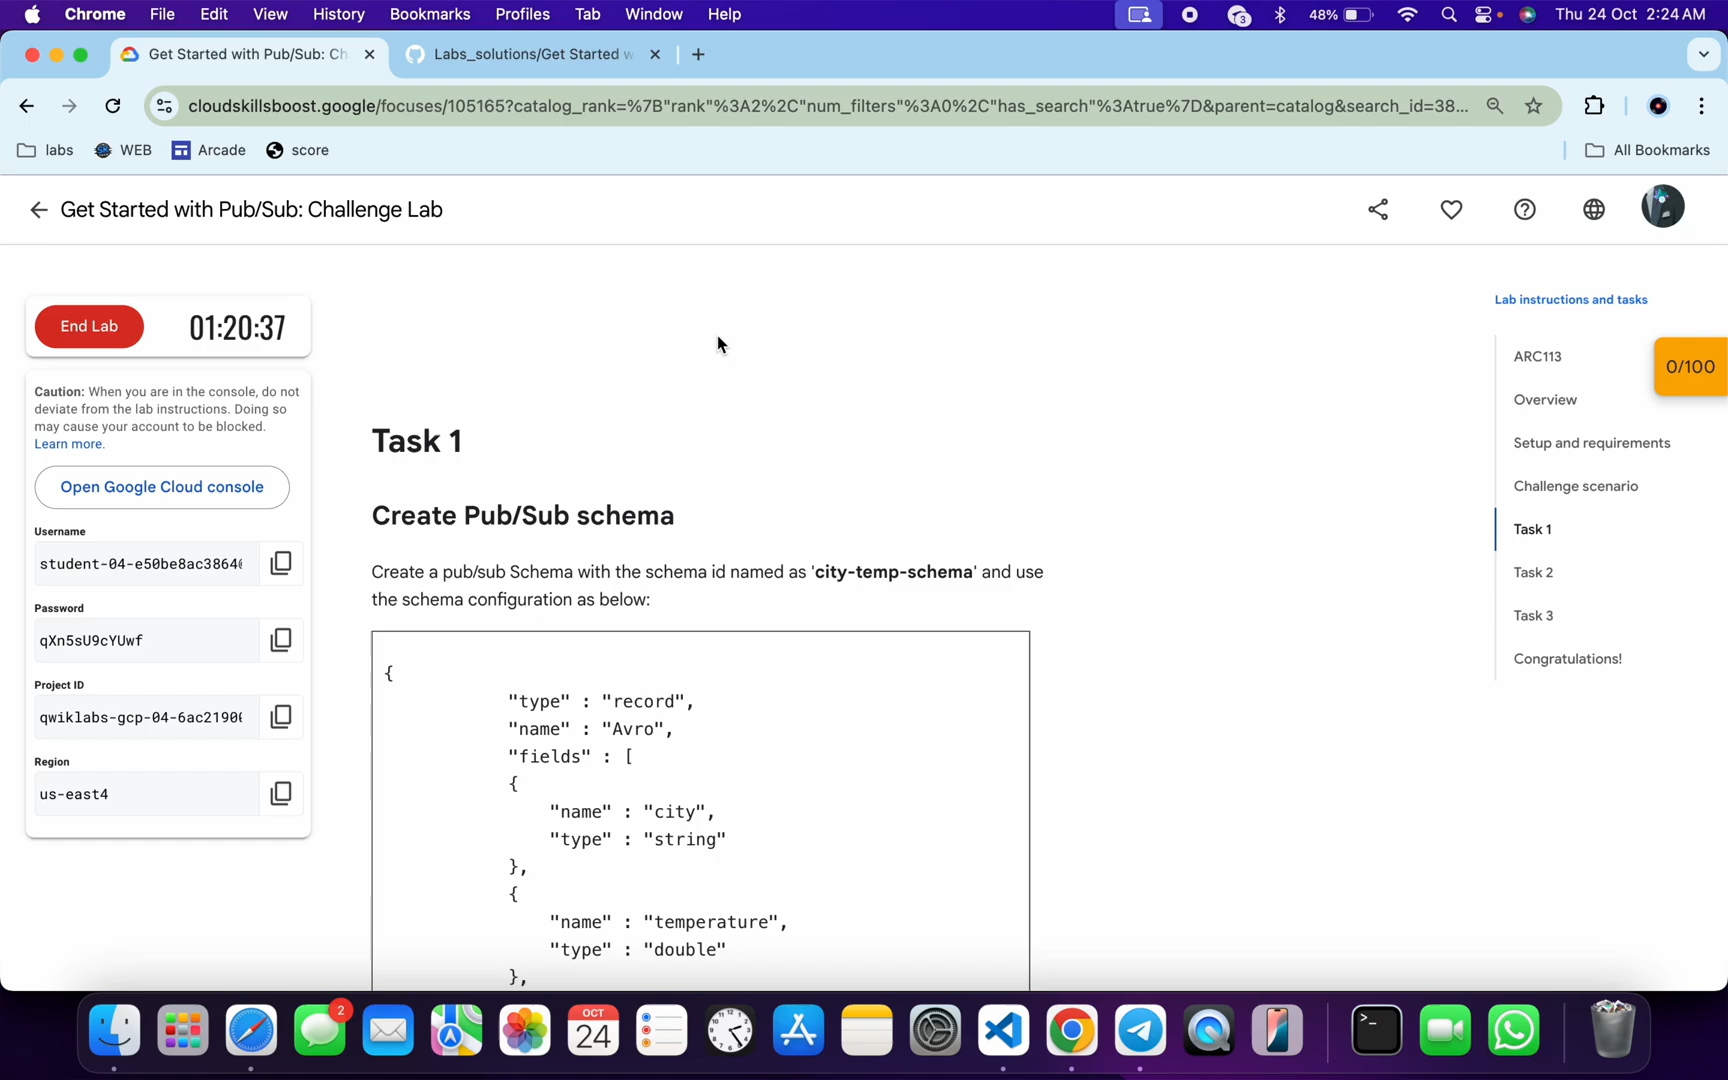 Chrome File Edit View History Bookmarks Profiles Tab Window Help 3 48% Thu 24 Oct 2:24 AM
Get Started with Pub/Sub: Ch Labs_solutions/Get Started w
cloudskillsboost.google/focuses/105165?catalog_rank=%7B"rank"%3A2%2C"num_filters"%3A0%2C"has_search"%3Atrue%7D&parent=catalog&search_id=38...
labs WEB Arcade score All Bookmarks
Get Started with Pub/Sub: Challenge Lab
End Lab 01:20:37
Caution: When you are in the console, do not
deviate from the lab instructions. Doing so
may cause your account to be blocked.
Learn more.
Open Google Cloud console
Username
student-04-e50be8ac3864
Password
qXn5sU9cYUwf
Project ID
qwiklabs-gcp-04-6ac2190
Region
us-east4
Task 1
Create Pub/Sub schema
Create a pub/sub Schema with the schema id named as 'city-temp-schema' and use
the schema configuration as below:
{
"type" : "record",
"name" : "Avro",
"fields" : [
{
"name" : "city",
"type" : "string"
},
{
"name" : "temperature",
"type" : "double"
},
Lab instructions and tasks
ARC113
0/100
Overview
Setup and requirements
Challenge scenario
Task 1
Task 2
Task 3
Congratulations!
2
OCT
24